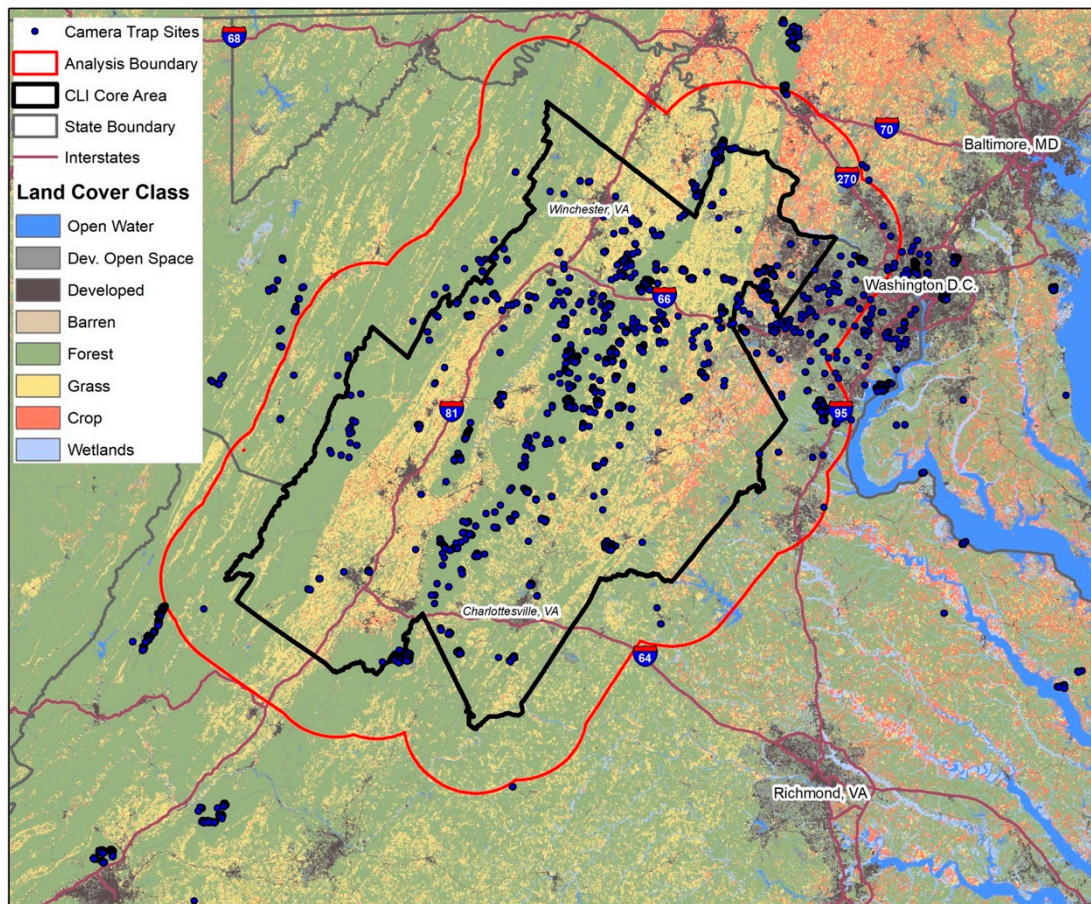 Camera Trap Sites
Analysis Boundary
CLI Core Area
State Boundary
Interstates
Land Cover Class
Open Water
Dev. Open Space
Developed
Barren
Forest
Grass
Crop
Wetlands
68
70
Baltimore, MD
270
Winchester, VA
Washington D.C.
66
81
95
Charlottesville, VA
64
Richmond, VA